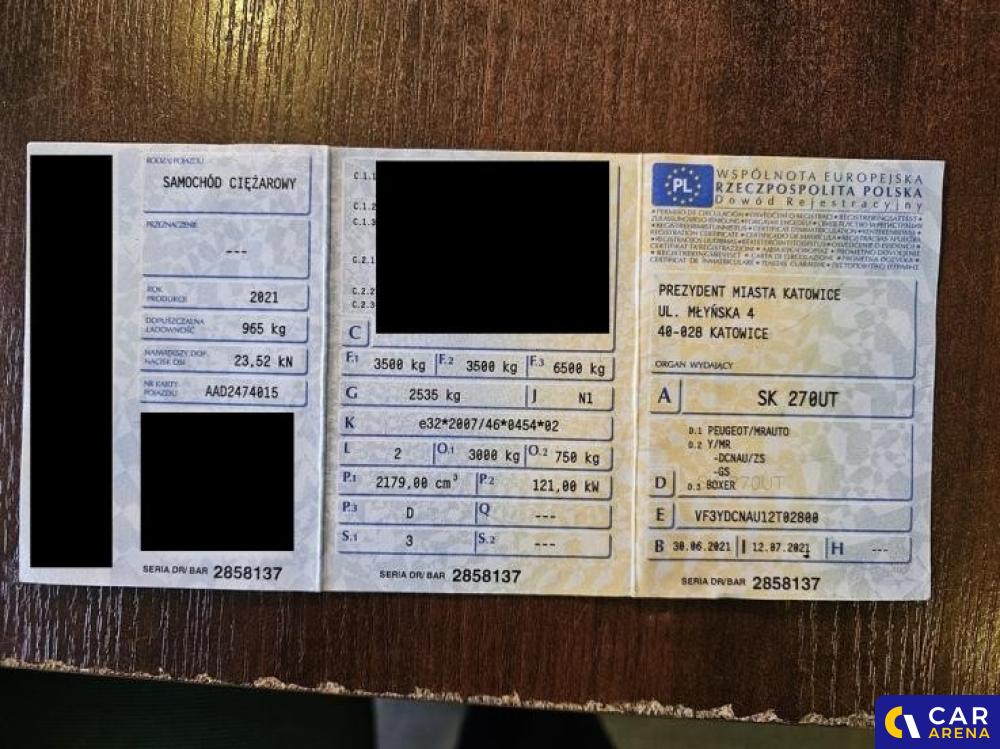 RODZAJ POJAZDU
SAMOCHÓD CIĘŻAROWY
PRZEZNACZENIE
---
ROK PRODUKCJI
2021
DOPUSZCZALNA ŁADOWNOŚĆ
965 kg
NAJWIĘKSZY DOP. NACISK OSI
23,52 kN
NR KARTY POJAZDU
AAD2474015
SERIA DR/BAR 2858137
C.1.1
C.1.2
C.1.3
C.2.1
C.2.2
C.2.3
C
F.1 3500 kg F.2 3500 kg F.3 6500 kg
G 2535 kg J N1
K e32*2007/46*0454*02
L 2 O.1 3000 kg O.2 750 kg
P.1 2179,00 cm³ P.2 121,00 kW
P.3 D Q ---
S.1 3 S.2 ---
SERIA DR/BAR 2858137
PL
WSPÓLNOTA EUROPEJSKA
RZECZPOSPOLITA POLSKA
Dowód Rejestracyjny
PREZYDENT MIASTA KATOWICE
UL. MŁYŃSKA 4
40-028 KATOWICE
ORGAN WYDAJĄCY
A SK 270UT
D.1 PEUGEOT/MRAUTO
D.2 Y/MR
-DCNAU/ZS
-GS
D D.3 BOXER
E VF3YDCNAU12T02800
B 30.06.2021 I 12.07.2021 H ---
SERIA DR/BAR 2858137
CAR
ARENA